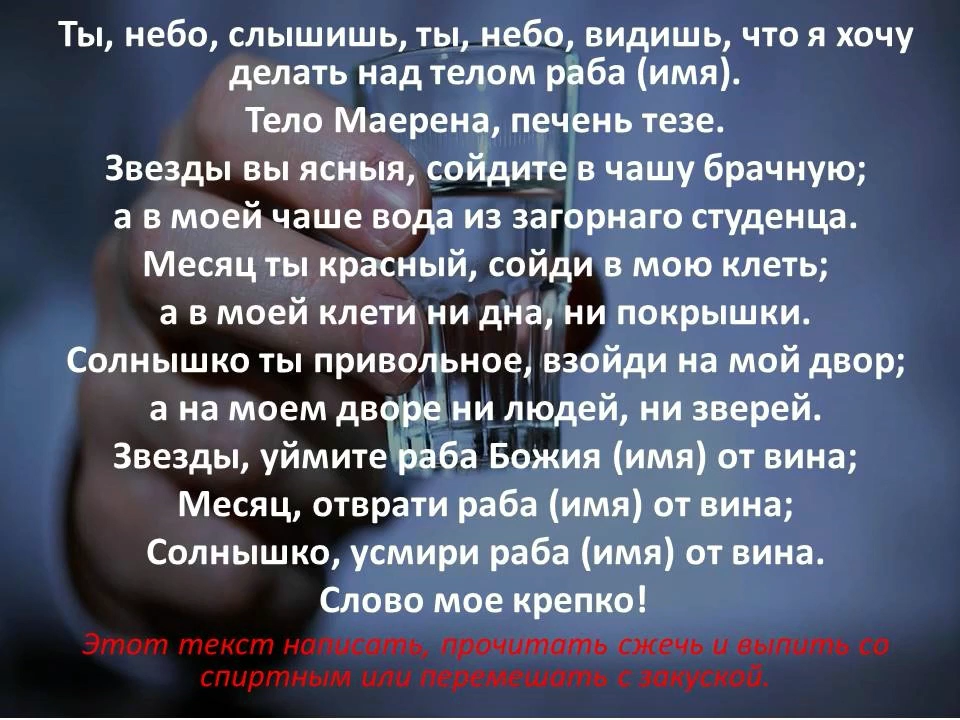 Ты, небо, слышишь, ты, небо, видишь, что я хочу
делать над телом раба (имя).
Тело Маерена, печень тезе.
Звезды вы ясныя, сойдите в чашу брачную;
а в моей чаше вода из загорнаго студенца.
Месяц ты красный, сойди в мою клеть;
а в моей клети ни дна, ни покрышки.
Солнышко ты привольное, взойди на мой двор;
а на моем дворе ни людей, ни зверей.
Звезды, уймите раба Божия (имя) от вина;
Месяц, отврати раба (имя) от вина;
Солнышко, усмири раба (имя) от вина.
Слово мое крепко!
Этот текст написать, прочитать сжечь и выпить со
спиртным или перемешать с закуской.